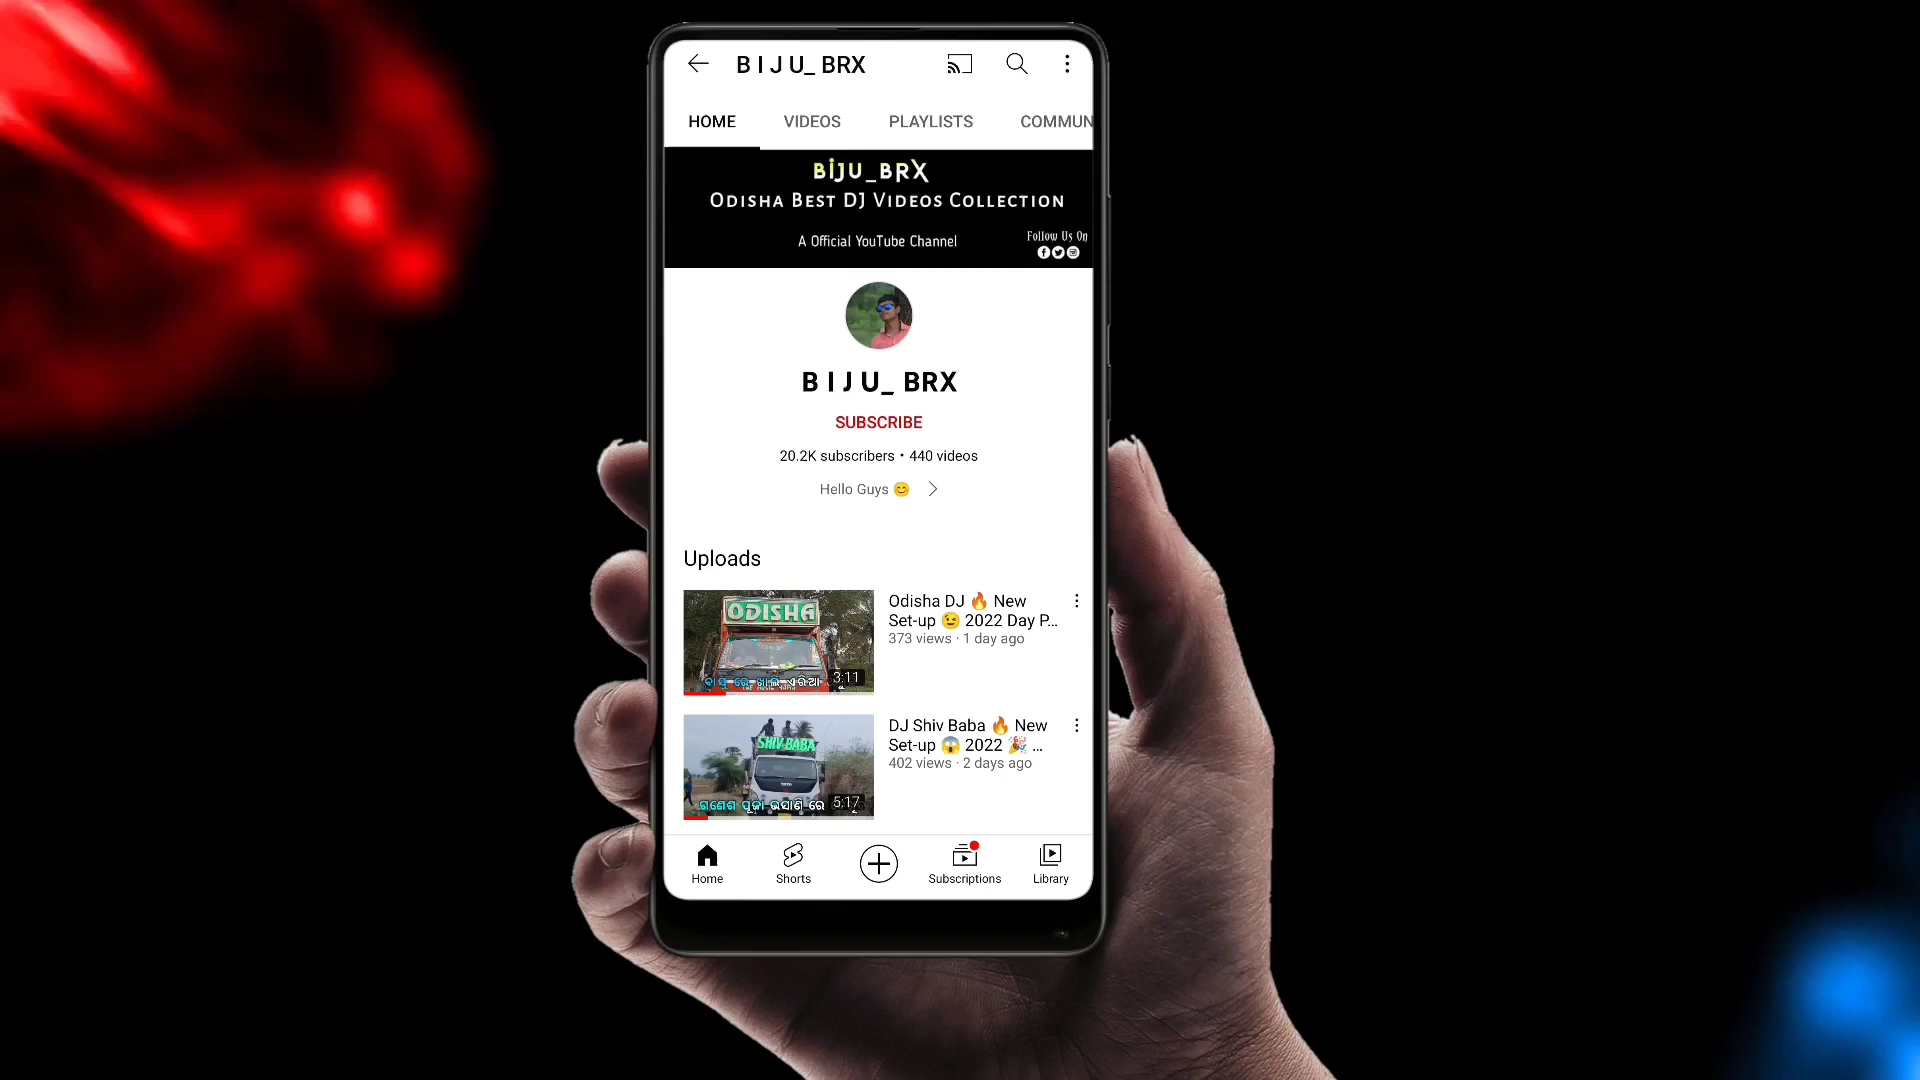 B I J U_ BRX
HOME VIDEOS PLAYLISTS COMMUN
BiJU_BRX
ODISHA BEST DJ VIDEOS COLLECTION
A Official YouTube Channel
Follow Us On
B I J U_ BRX
SUBSCRIBE
20.2K subscribers • 440 videos
Hello Guys 😊
Uploads
ODISHA
3:11
Odisha DJ 🔥 New
Set-up 😉 2022 Day P...
373 views · 1 day ago
SHIV BABA
TATA
ଗଣେଶ ପୂଜା ଭସାଣି ରେ
5:17
DJ Shiv Baba 🔥 New
Set-up 😱 2022 🎉 ...
402 views · 2 days ago
Home Shorts Subscriptions Library